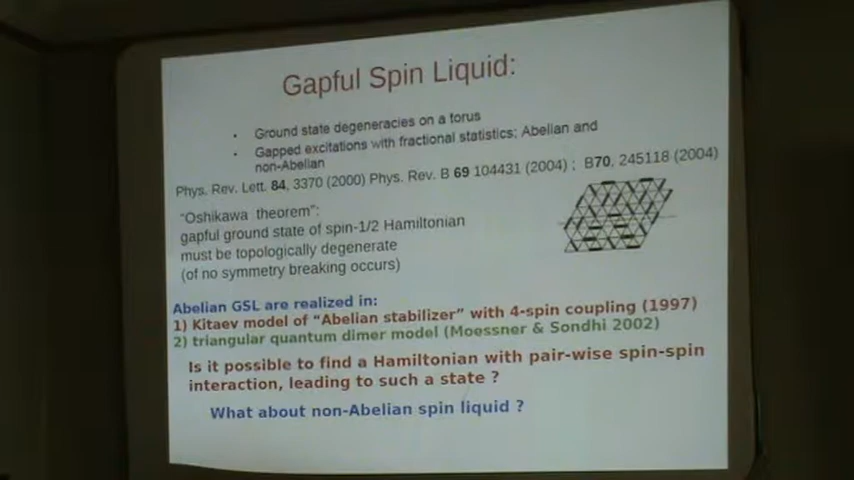 Gapful Spin Liquid:
• Ground state degeneracies on a torus
• Gapped excitations with fractional statistics; Abelian and
non-Abelian
Phys. Rev. Lett. 84, 3370 (2000) Phys. Rev. B 69 104431 (2004) ; B70, 245118 (2004)
"Oshikawa theorem":
gapful ground state of spin-1/2 Hamiltonian
must be topologically degenerate
(of no symmetry breaking occurs)
Abelian GSL are realized in:
1) Kitaev model of "Abelian stabilizer" with 4-spin coupling (1997)
2) triangular quantum dimer model (Moessner & Sondhi 2002)
Is it possible to find a Hamiltonian with pair-wise spin-spin
interaction, leading to such a state ?
What about non-Abelian spin liquid ?